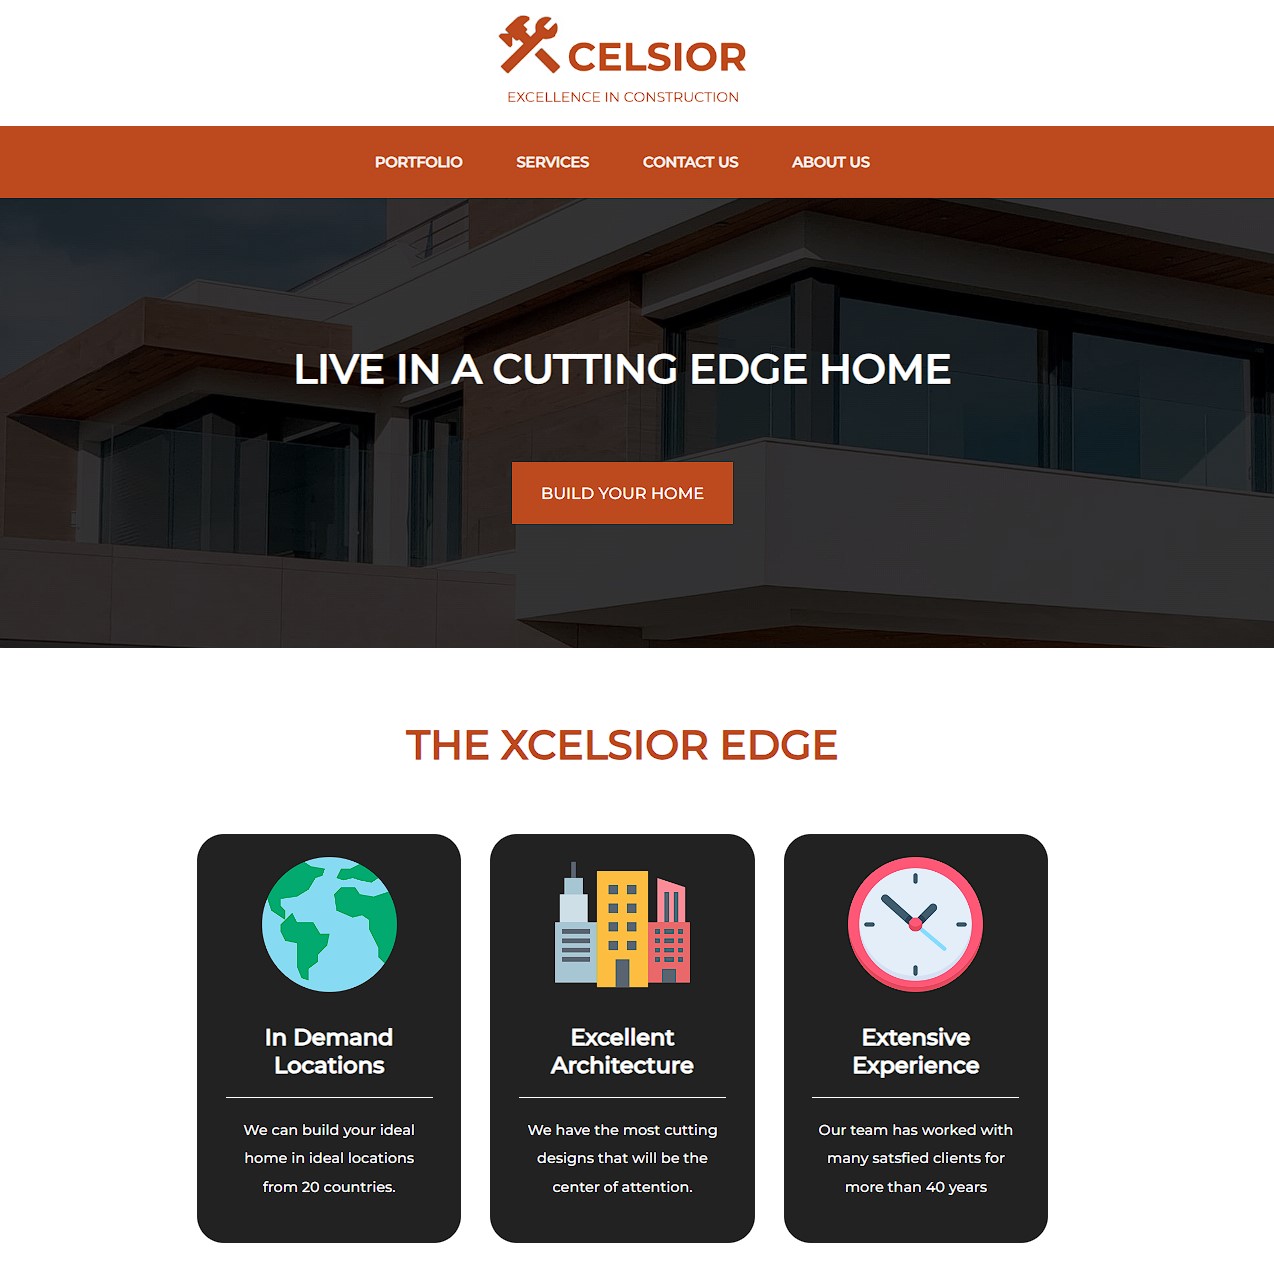 CELSIOR
EXCELLENCE IN CONSTRUCTION
PORTFOLIO SERVICES CONTACT US ABOUT US
LIVE IN A CUTTING EDGE HOME
BUILD YOUR HOME
THE XCELSIOR EDGE
In Demand
Locations
We can build your ideal
home in ideal locations
from 20 countries.
Excellent
Architecture
We have the most cutting
designs that will be the
center of attention.
Extensive
Experience
Our team has worked with
many satsfied clients for
more than 40 years